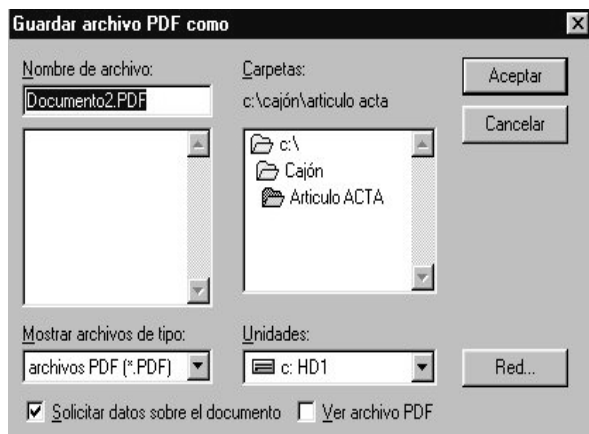 Guardar archivo PDF como
Nombre de archivo:
Documento2.PDF
Carpetas:
c:\cajón\articulo acta
c:\
Cajón
Articulo ACTA
Aceptar
Cancelar
Mostrar archivos de tipo:
archivos PDF (*.PDF)
Unidades:
c: HD1
Red...
Solicitar datos sobre el documento
Ver archivo PDF